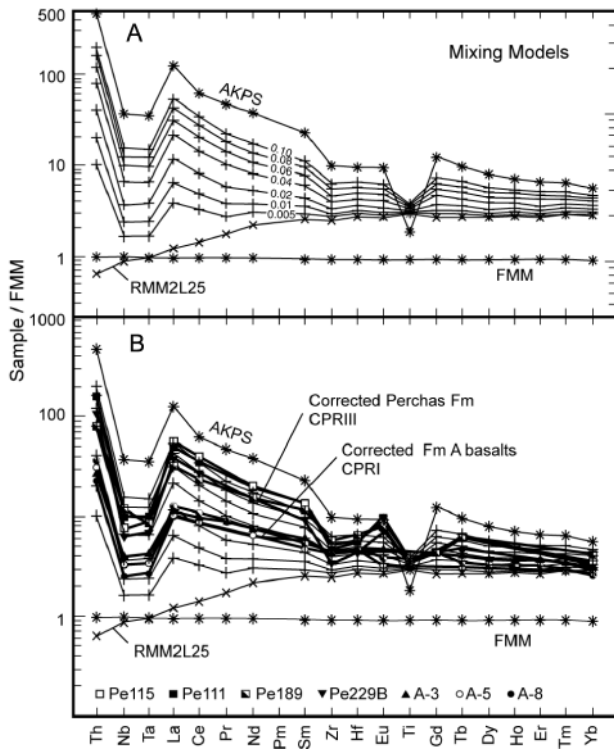 500
A
Mixing Models
100
AKPS
10
0.10
0.08
0.06
0.04
0.02
0.01
0.005
1
RMM2L25
FMM
Sample / FMM
1000
B
Corrected Perchas Fm
CPRIII
100
AKPS
Corrected Fm A basalts
CPRI
10
1
RMM2L25
FMM
Pe115 Pe111 Pe189 Pe229B A-3 A-5 A-8
Th Nb Ta La Ce Pr Nd Pm Sm Zr Hf Eu Ti Gd Tb Dy Ho Er Tm Yb